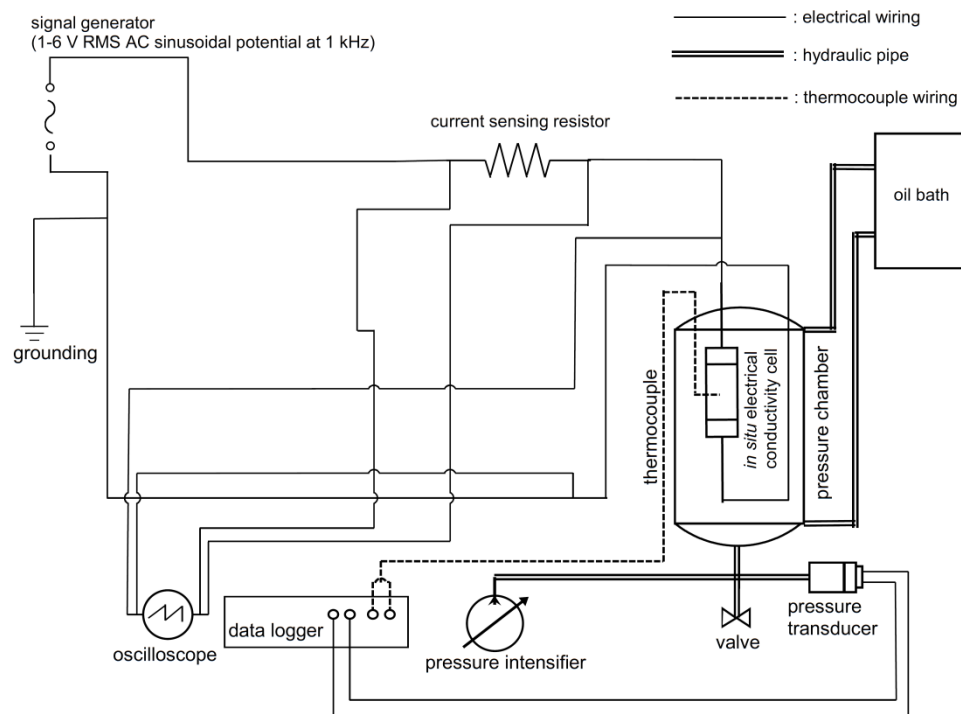 signal generator
(1-6 V RMS AC sinusoidal potential at 1 kHz)
: electrical wiring
: hydraulic pipe
: thermocouple wiring
current sensing resistor
oil bath
grounding
thermocouple
in situ electrical
conductivity cell
pressure chamber
data logger
oscilloscope
pressure intensifier
valve
pressure
transducer